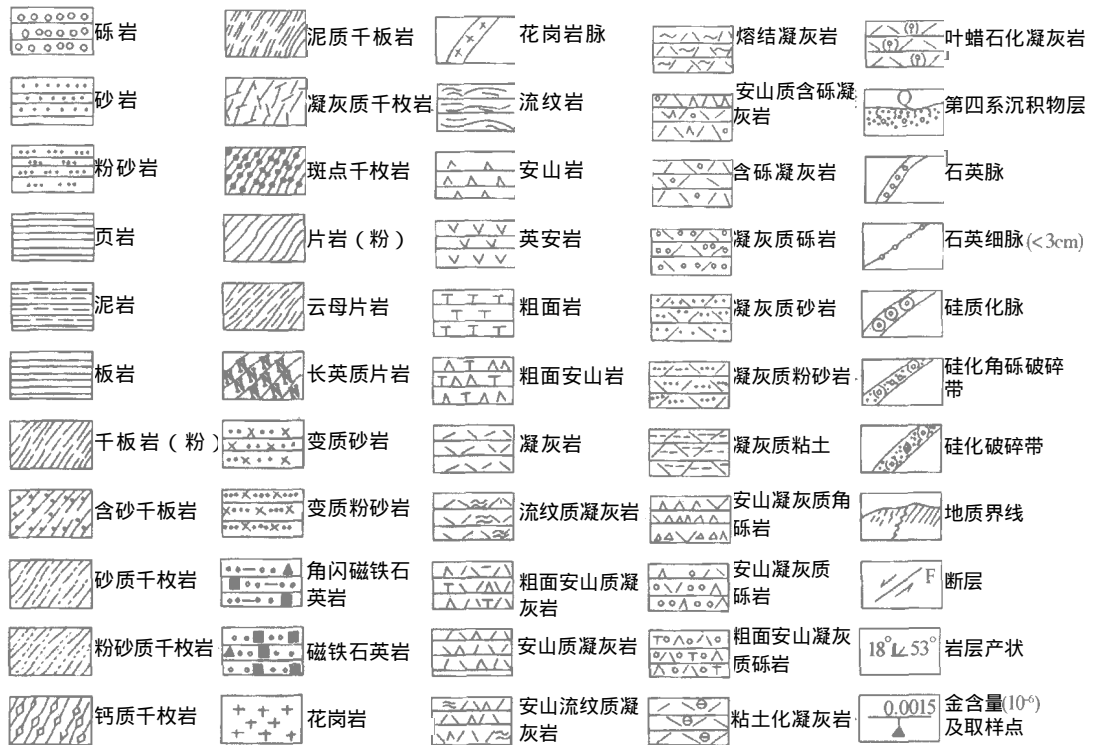 砾岩
砂岩
粉砂岩
页岩
泥岩
板岩
千板岩（粉）
含砂千板岩
砂质千枚岩
粉砂质千枚岩
钙质千枚岩
泥质千板岩
凝灰质千枚岩
斑点千枚岩
片岩（粉）
云母片岩
长英质片岩
变质砂岩
变质粉砂岩
角闪磁铁石
英岩
磁铁石英岩
花岗岩
花岗岩脉
流纹岩
安山岩
英安岩
粗面岩
粗面安山岩
凝灰岩
流纹质凝灰岩
粗面安山质凝
灰岩
安山质凝灰岩
安山流纹质凝
灰岩
熔结凝灰岩
安山质含砾凝
灰岩
含砾凝灰岩
凝灰质砾岩
凝灰质砂岩
凝灰质粉砂岩
凝灰质粘土
安山凝灰质角
砾岩
安山凝灰质
砾岩
粗面安山凝灰
质砾岩
粘土化凝灰岩
叶蜡石化凝灰岩
Q
第四系沉积物层
石英脉
石英细脉(<3cm)
硅质化脉
硅化角砾破碎
带
硅化破碎带
地质界线
F
断层
18°53°
岩层产状
0.0015
金含量(10⁻⁶)
及取样点